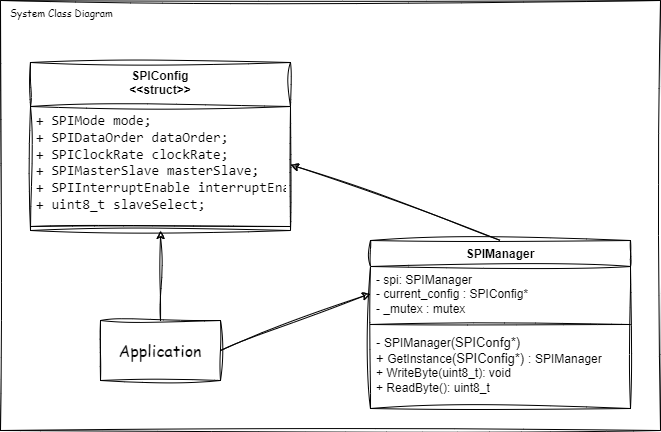 System Class Diagram
SPIConfig
<<struct>>
+ SPIMode mode;
+ SPIDataOrder dataOrder;
+ SPIClockRate clockRate;
+ SPIMasterSlave masterSlave;
+ SPIInterruptEnable interruptEna
+ uint8_t slaveSelect;
SPIManager
- spi: SPIManager
- current_config : SPIConfig*
- _mutex : mutex
- SPIManager(SPIConfg*)
+ GetInstance(SPIConfig*) : SPIManager
+ WriteByte(uint8_t): void
+ ReadByte(): uint8_t
Application